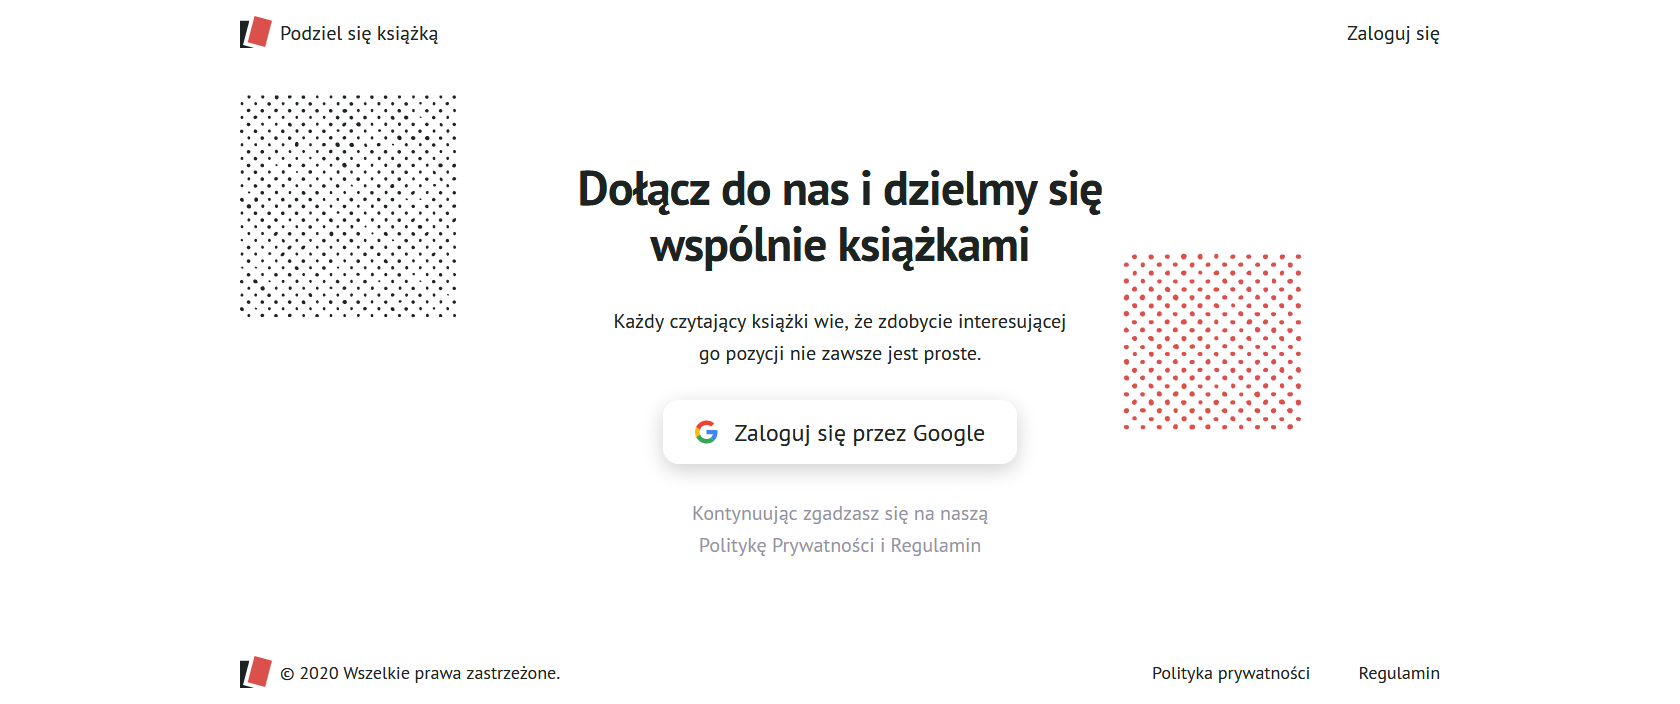 Podziel się książką
Zaloguj się
Dołącz do nas i dzielmy się
wspólnie książkami
Każdy czytający książki wie, że zdobycie interesującej
go pozycji nie zawsze jest proste.
Zaloguj się przez Google
Kontynuując zgadzasz się na naszą
Politykę Prywatności i Regulamin
© 2020 Wszelkie prawa zastrzeżone.
Polityka prywatności
Regulamin